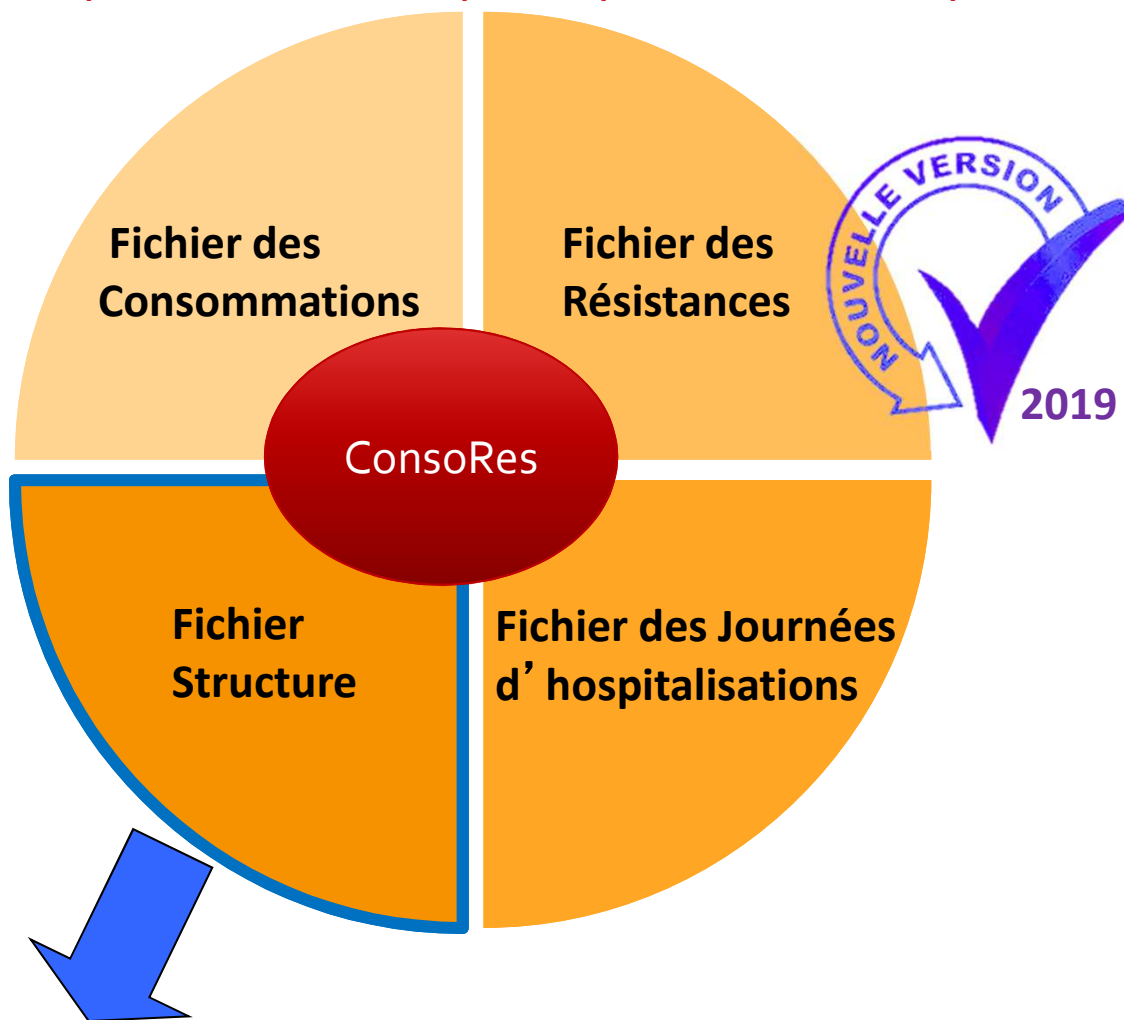 Fichier des
Consommations
Fichier des
Résistances
NOUVELLE VERSION
2019
ConsoRes
Fichier
Structure
Fichier des Journées
d’ hospitalisations